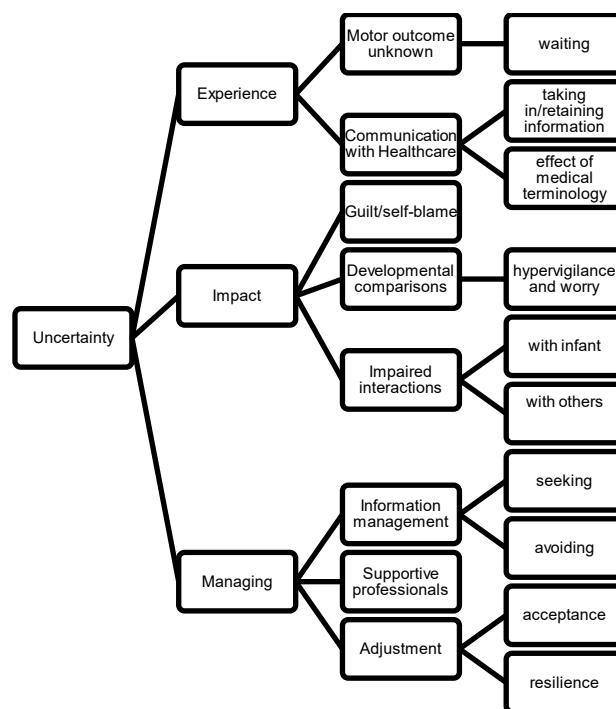 Motor outcome
unknown
waiting
Experience
taking
in/retaining
information
Communication
with Healthcare
effect of
medical
terminology
Guilt/self-blame
Impact
Developmental
comparisons
hypervigilance
and worry
Uncertainty
Impaired
interactions
with infant
with others
Information
management
seeking
avoiding
Managing
Supportive
professionals
Adjustment
acceptance
resilience